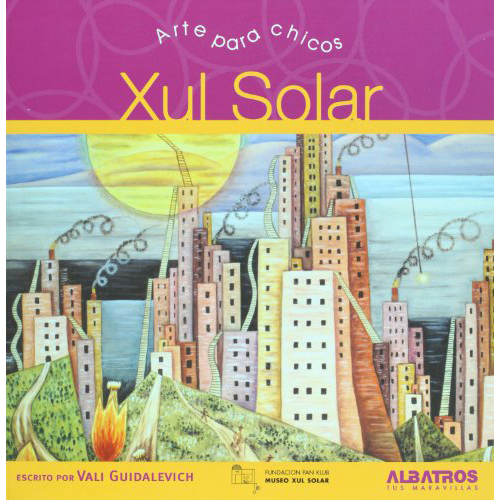 Arte para chicos
Xul Solar
ESCRITO POR VALI GUIDALEVICH
FUNDACION PAN KLUB
MUSEO XUL SOLAR
ALBATROS
TUS MARAVILLAS